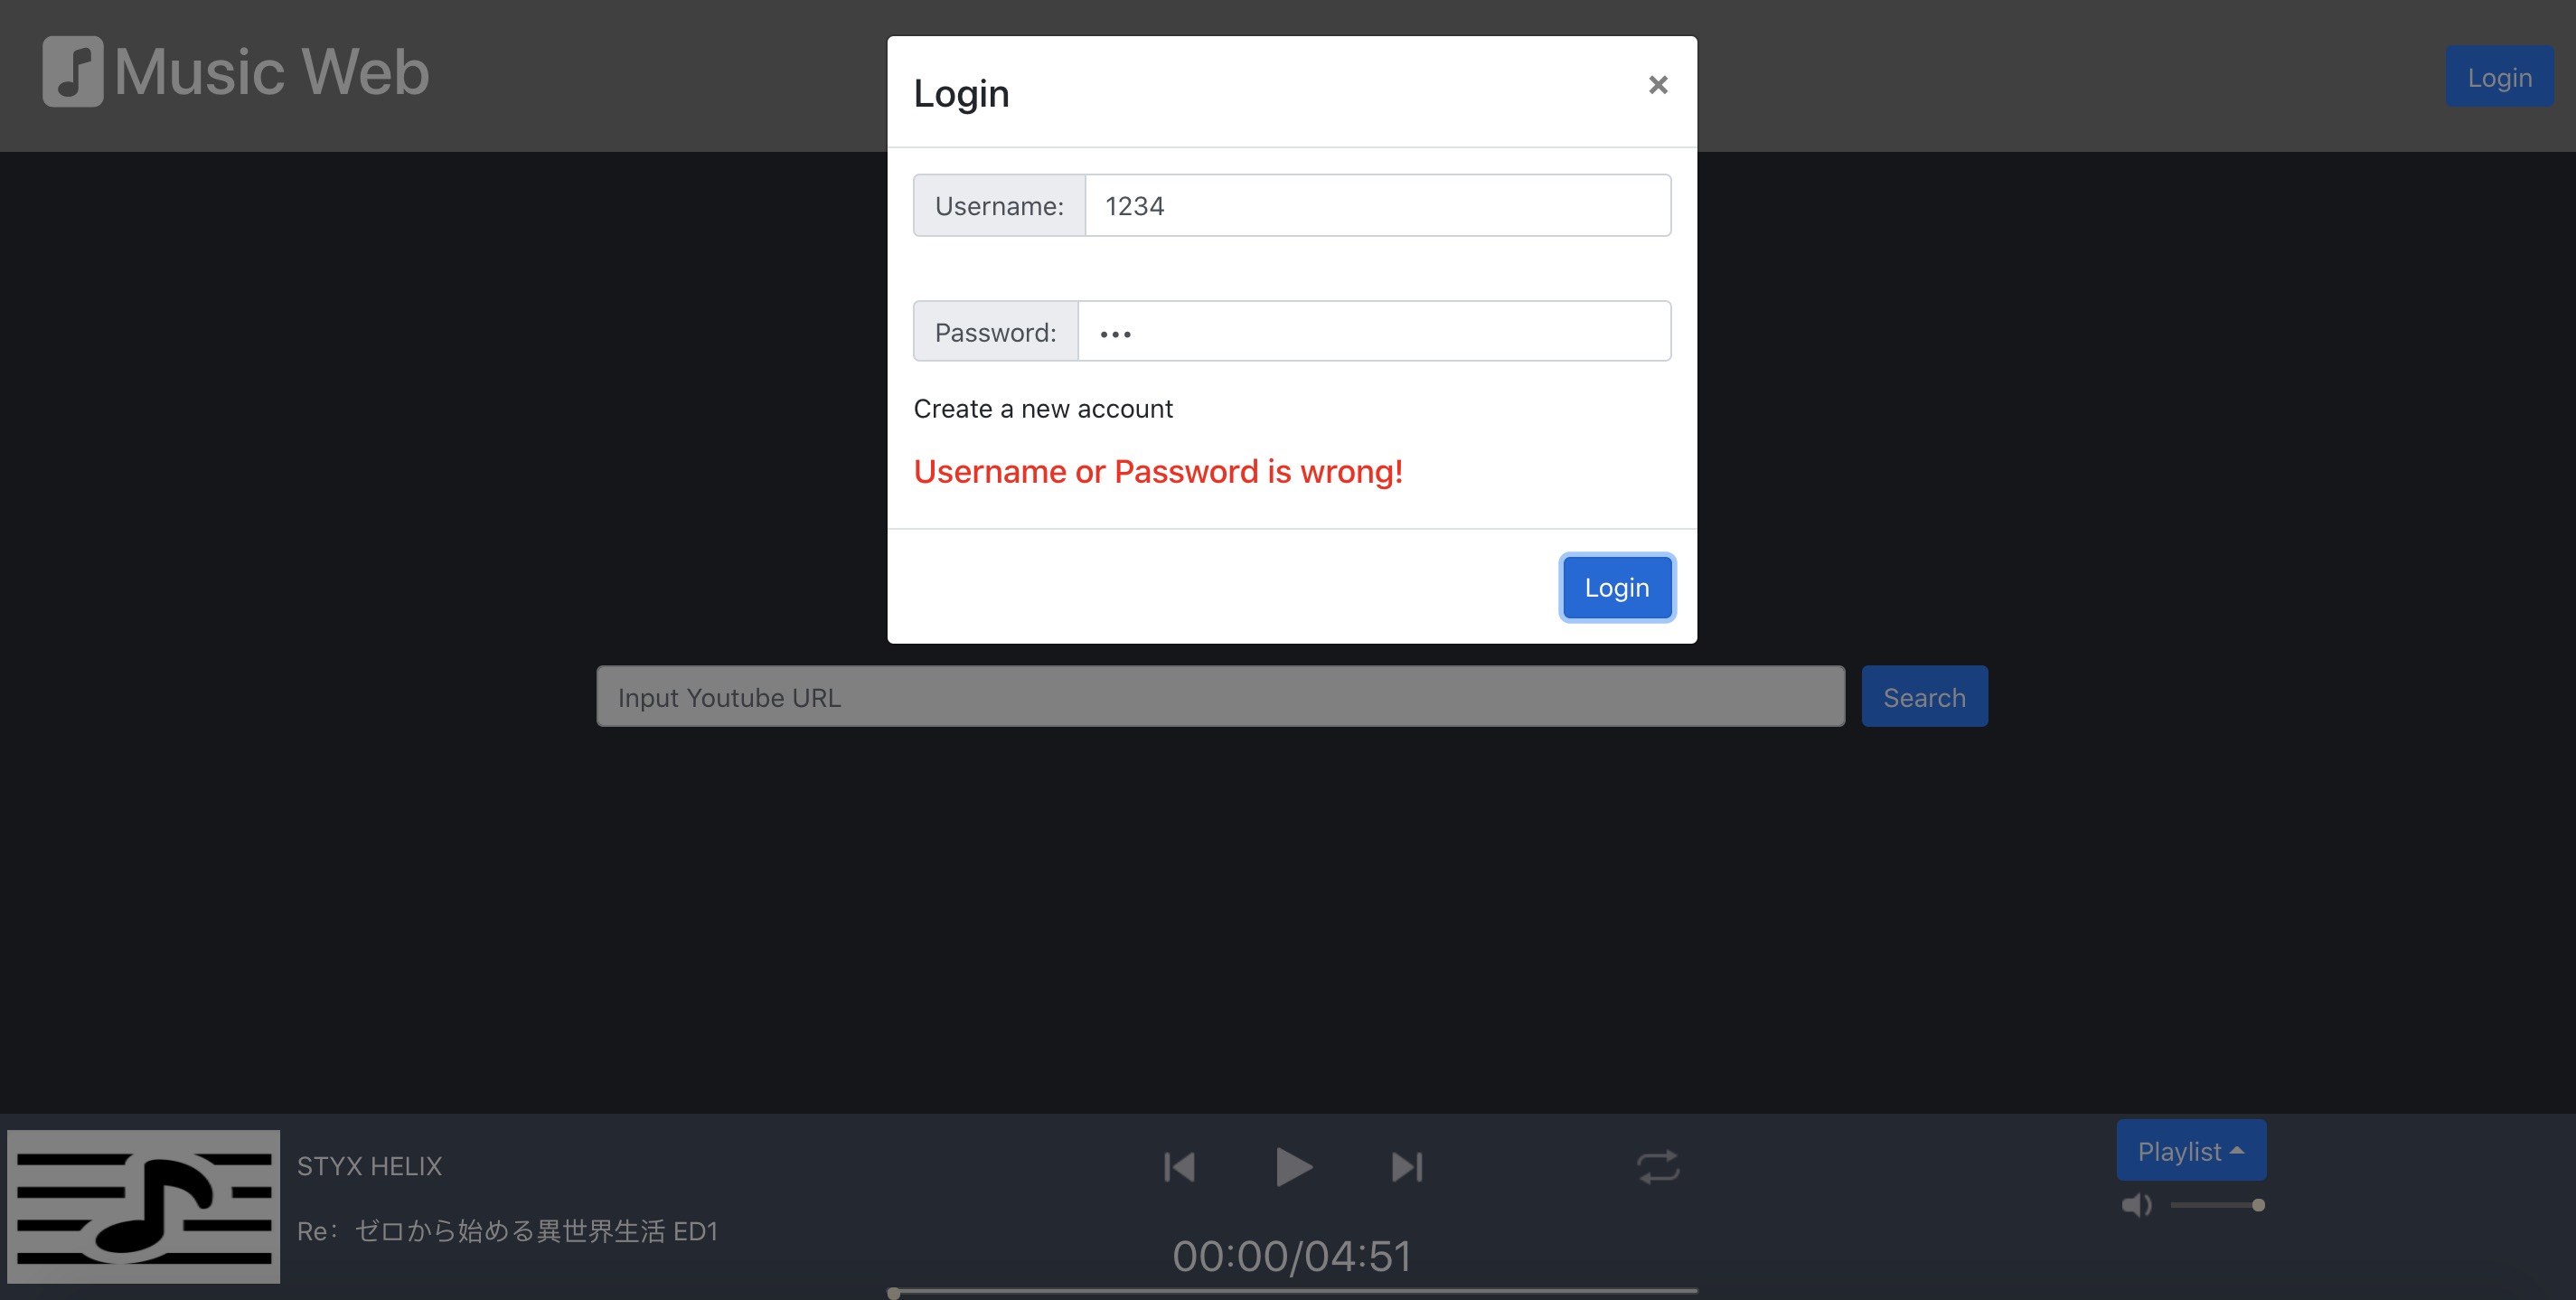 Music Web
Login
Login
×
Username: 1234
Password: •••
Create a new account
Username or Password is wrong!
Login
Input Youtube URL
Search
STYX HELIX
Re：ゼロから始める異世界生活 ED1
00:00/04:51
Playlist